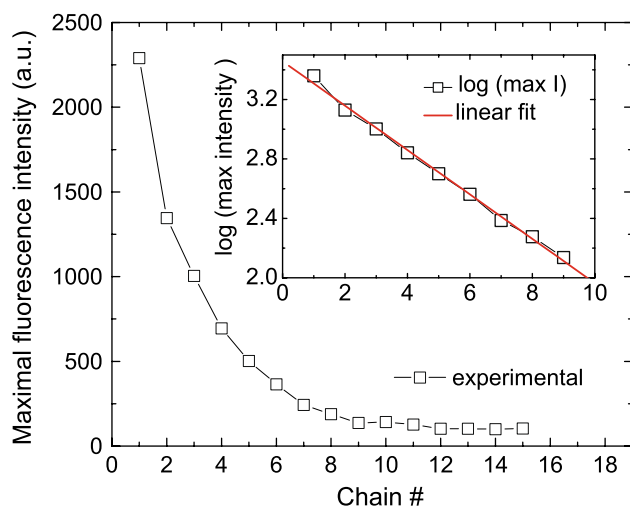 2500
2000
1500
1000
500
0
0 2 4 6 8 10 12 14 16 18
Chain #
Maximal fluorescence intensity (a.u.)
experimental
3.2
2.8
2.4
2.0
0 2 4 6 8 10
log (max intensity )
log (max I)
linear fit